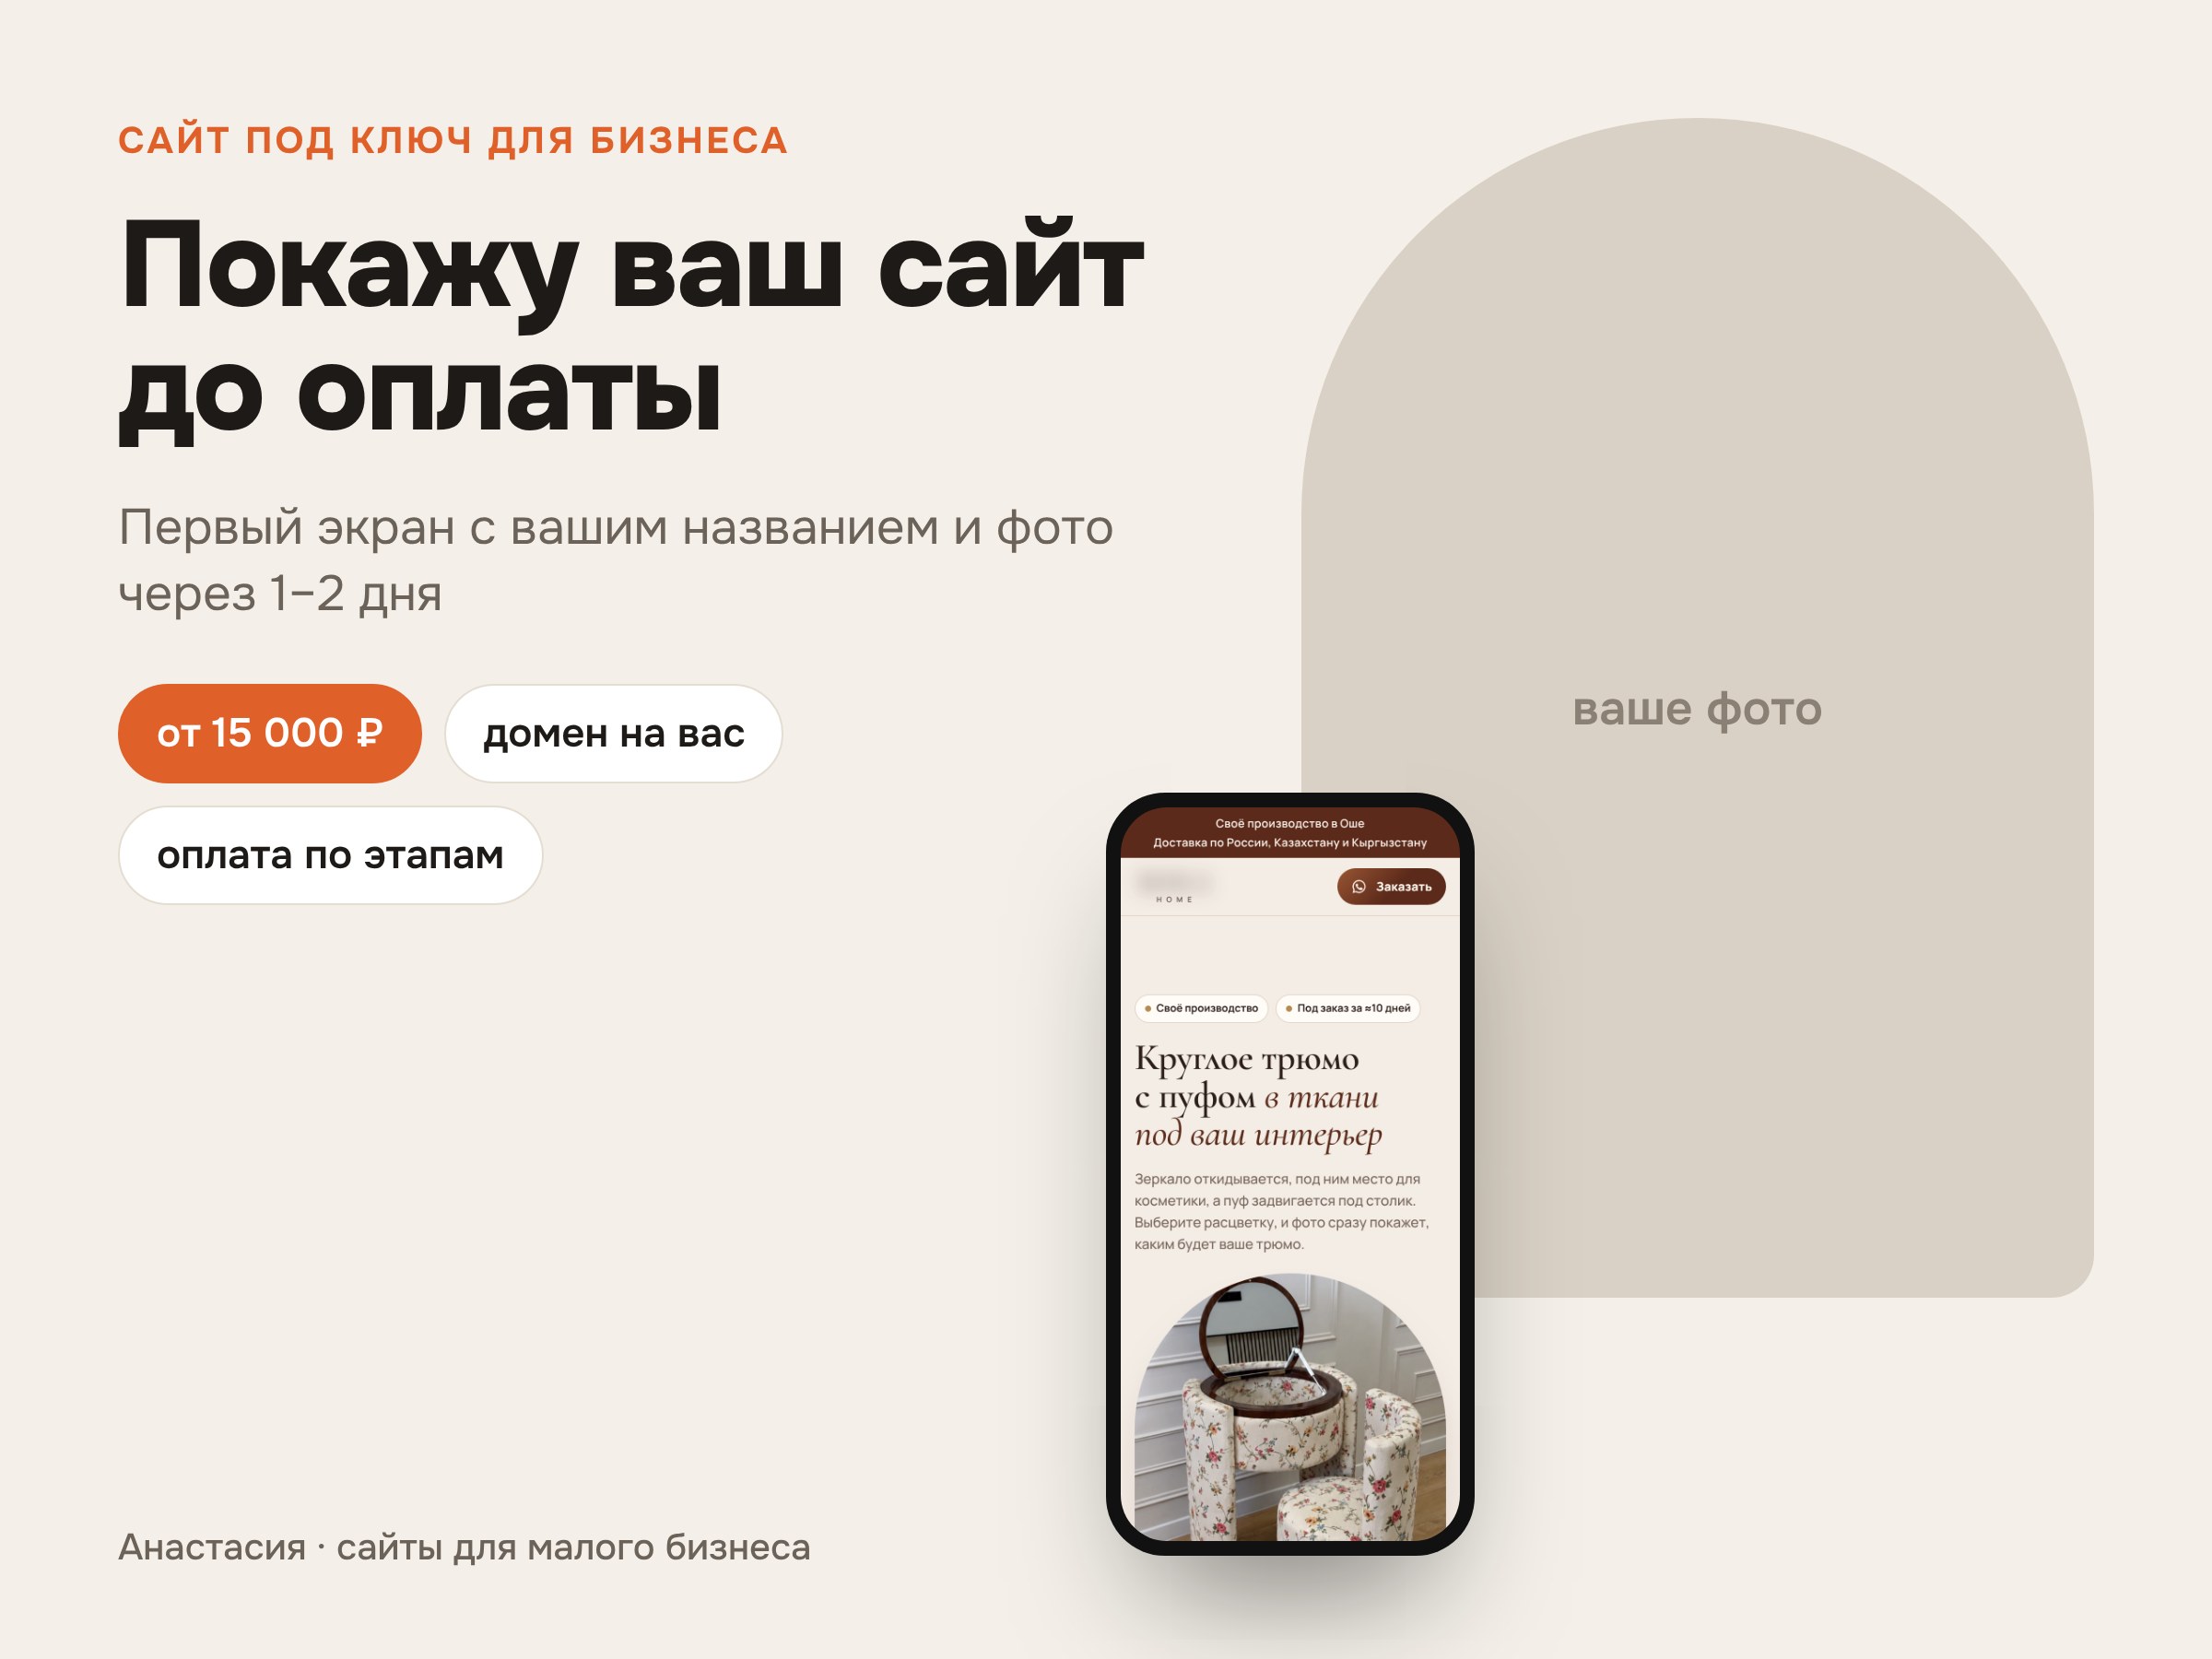 САЙТ ПОД КЛЮЧ ДЛЯ БИЗНЕСА
Покажу ваш сайт
до оплаты
Первый экран с вашим названием и фото
через 1–2 дня
от 15 000 ₽
домен на вас
оплата по этапам
ваше фото
Своё производство в Оше
Доставка по России, Казахстану и Кыргызстану
HOME
Заказать
Своё производство
Под заказ за ≈10 дней
Круглое трюмо
с пуфом в ткани
под ваш интерьер
Зеркало откидывается, под ним место для
косметики, а пуф задвигается под столик.
Выберите расцветку, и фото сразу покажет,
каким будет ваше трюмо.
Анастасия · сайты для малого бизнеса